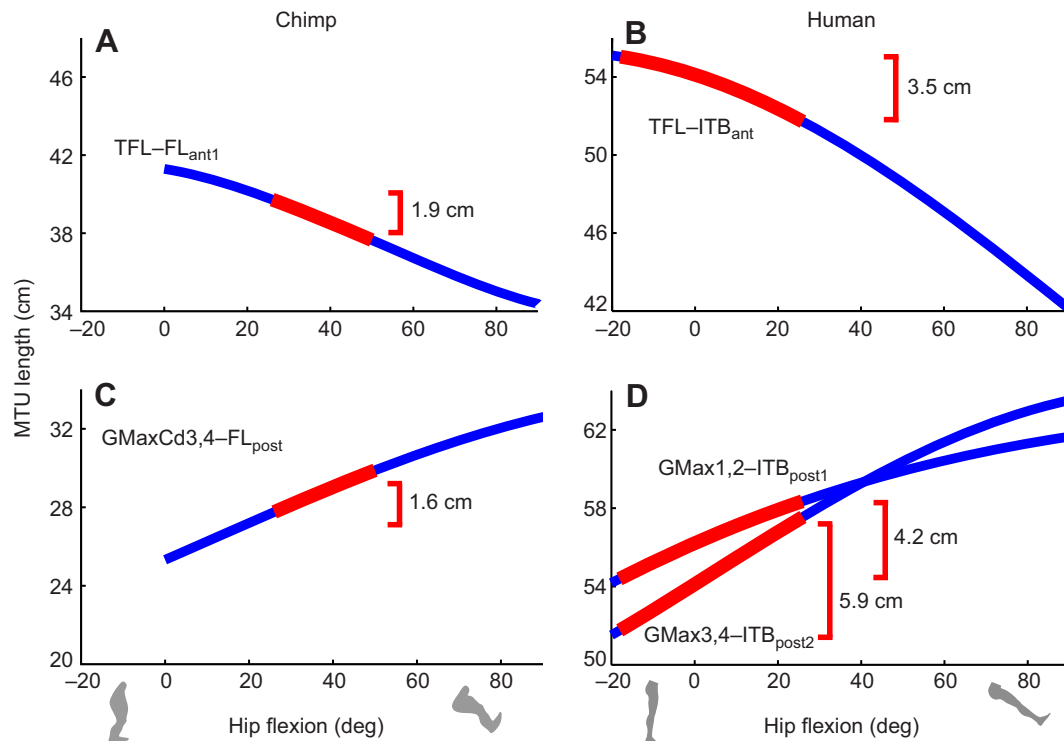 Chimp
Human
A
B
46
42
38
34
TFL–FLant1
1.9 cm
–20 0 20 40 60 80
54
50
46
42
TFL–ITBant
3.5 cm
–20 0 20 40 60 80
MTU length (cm)
C
D
32
28
24
20
GMaxCd3,4–FLpost
1.6 cm
–20 0 20 40 60 80
Hip flexion (deg)
62
58
54
50
GMax1,2–ITBpost1
4.2 cm
5.9 cm
GMax3,4–ITBpost2
–20 0 20 40 60 80
Hip flexion (deg)